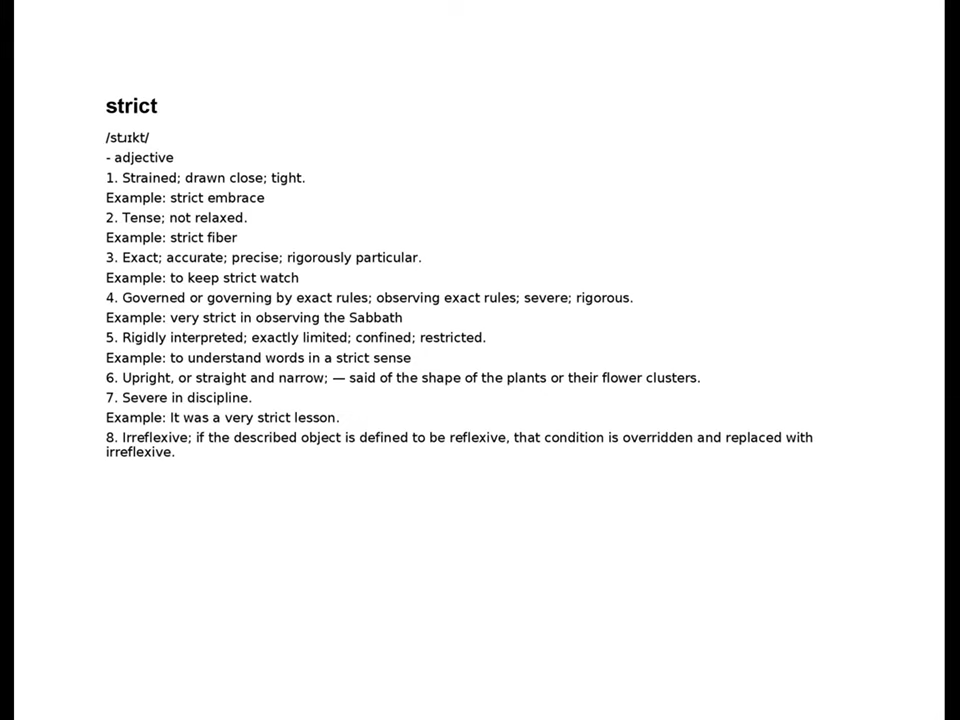 strict
/stɹɪkt/
- adjective
1. Strained; drawn close; tight.
Example: strict embrace
2. Tense; not relaxed.
Example: strict fiber
3. Exact; accurate; precise; rigorously particular.
Example: to keep strict watch
4. Governed or governing by exact rules; observing exact rules; severe; rigorous.
Example: very strict in observing the Sabbath
5. Rigidly interpreted; exactly limited; confined; restricted.
Example: to understand words in a strict sense
6. Upright, or straight and narrow; — said of the shape of the plants or their flower clusters.
7. Severe in discipline.
Example: It was a very strict lesson.
8. Irreflexive; if the described object is defined to be reflexive, that condition is overridden and replaced with
irreflexive.